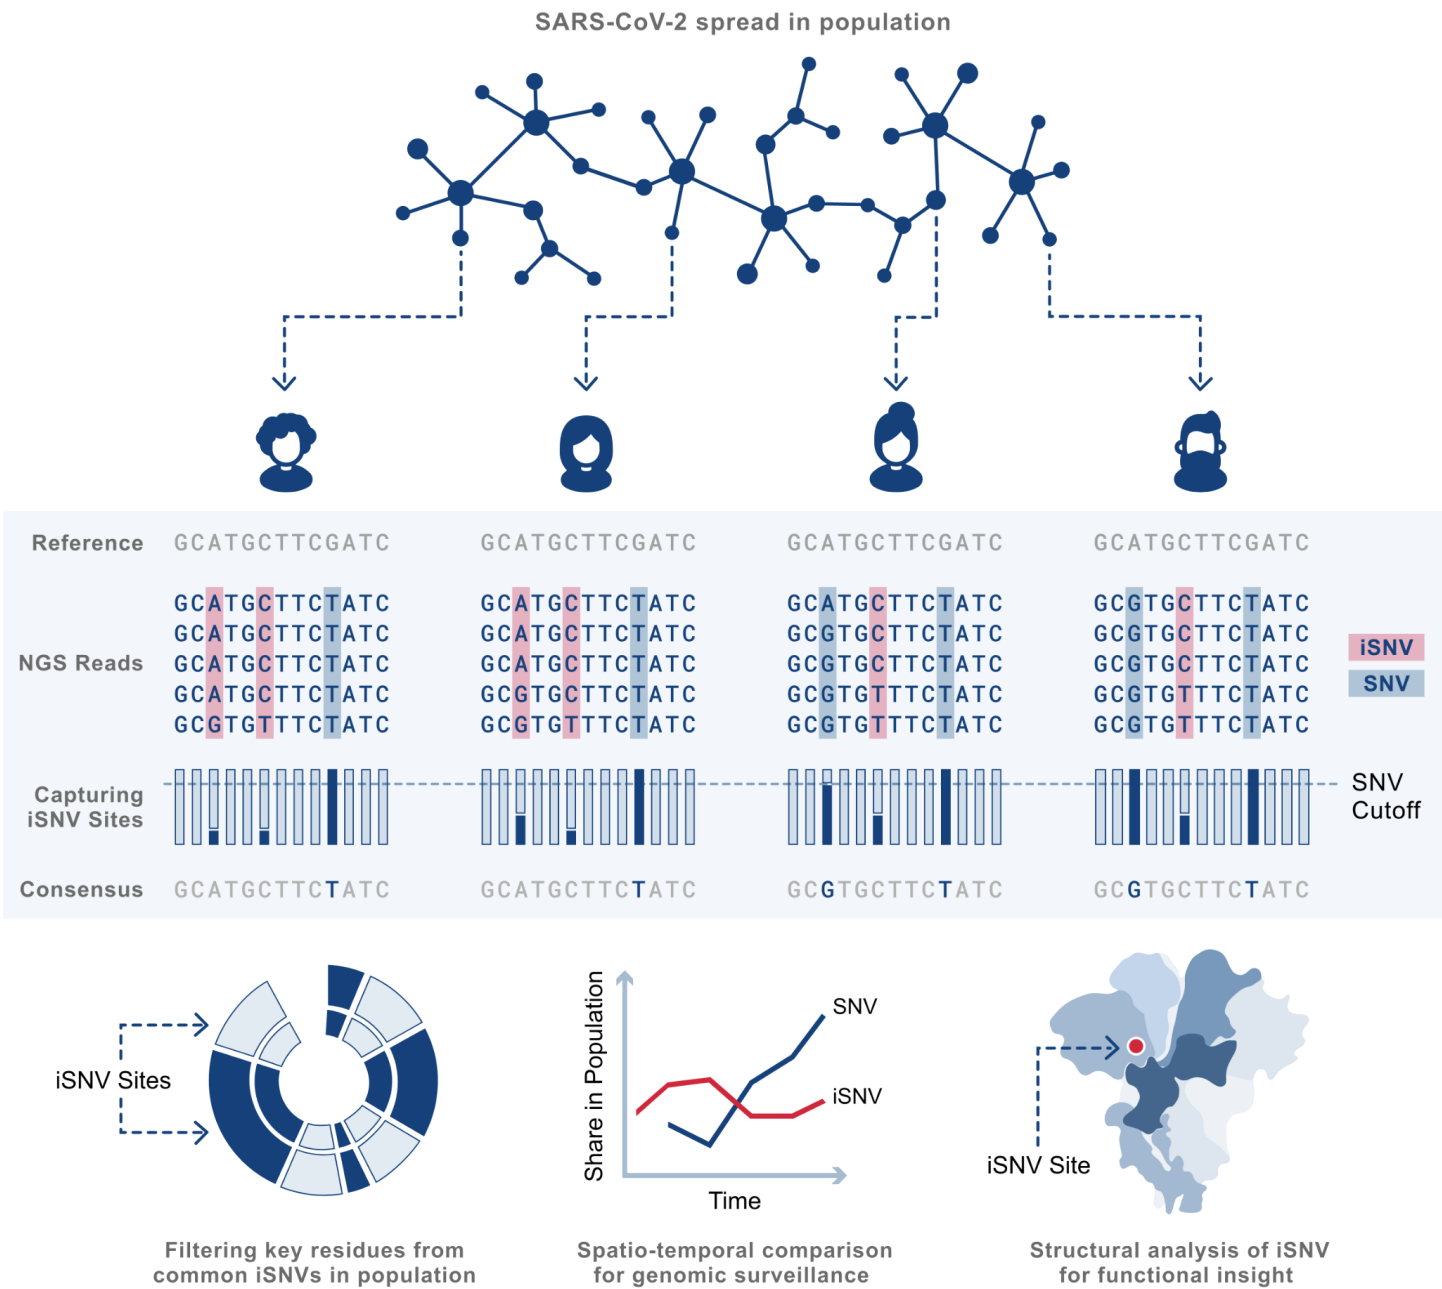 SARS-CoV-2 spread in population
Reference
GCATGCTTCGATC
GCATGCTTCGATC
GCATGCTTCGATC
GCATGCTTCGATC
NGS Reads
GCATGCTTCTATC
GCATGCTTCTATC
GCATGCTTCTATC
GCATGCTTCTATC
GCGTGTTTCTATC
GCATGCTTCTATC
GCATGCTTCTATC
GCATGCTTCTATC
GCGTGCTTCTATC
GCGTGTTTCTATC
GCATGCTTCTATC
GCGTGCTTCTATC
GCGTGCTTCTATC
GCGTGTTTCTATC
GCGTGTTTCTATC
GCGTGCTTCTATC
GCGTGCTTCTATC
GCGTGCTTCTATC
GCGTGTTTCTATC
GCGTGTTTCTATC
iSNV
SNV
Capturing
iSNV Sites
SNV
Cutoff
Consensus
GCATGCTTCTATC
GCATGCTTCTATC
GCGTGCTTCTATC
GCGTGCTTCTATC
iSNV Sites
Filtering key residues from
common iSNVs in population
Share in Population
SNV
iSNV
Time
Spatio-temporal comparison
for genomic surveillance
iSNV Site
Structural analysis of iSNV
for functional insight